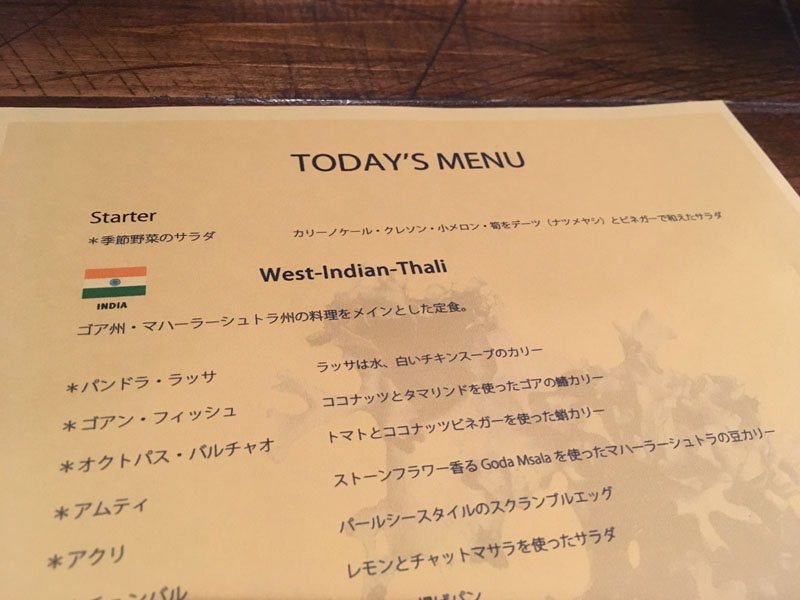 TODAY'S MENU
Starter
＊季節野菜のサラダ カリーノケール・クレソン・小メロン・筍をデーツ（ナツメヤシ）とビネガーで和えたサラダ
West-Indian-Thali
INDIA
ゴア州・マハーラーシュトラ州の料理をメインとした定食。
＊パンドラ・ラッサ ラッサは水、白いチキンスープのカリー
＊ゴアン・フィッシュ ココナッツとタマリンドを使ったゴアの鰆カリー
＊オクトパス・バルチャオ トマトとココナッツビネガーを使った蛸カリー
＊アムティ ストーンフラワー香るGoda Msalaを使ったマハーラーシュトラの豆カリー
＊アクリ パールシースタイルのスクランブルエッグ
レモンとチャットマサラを使ったサラダ